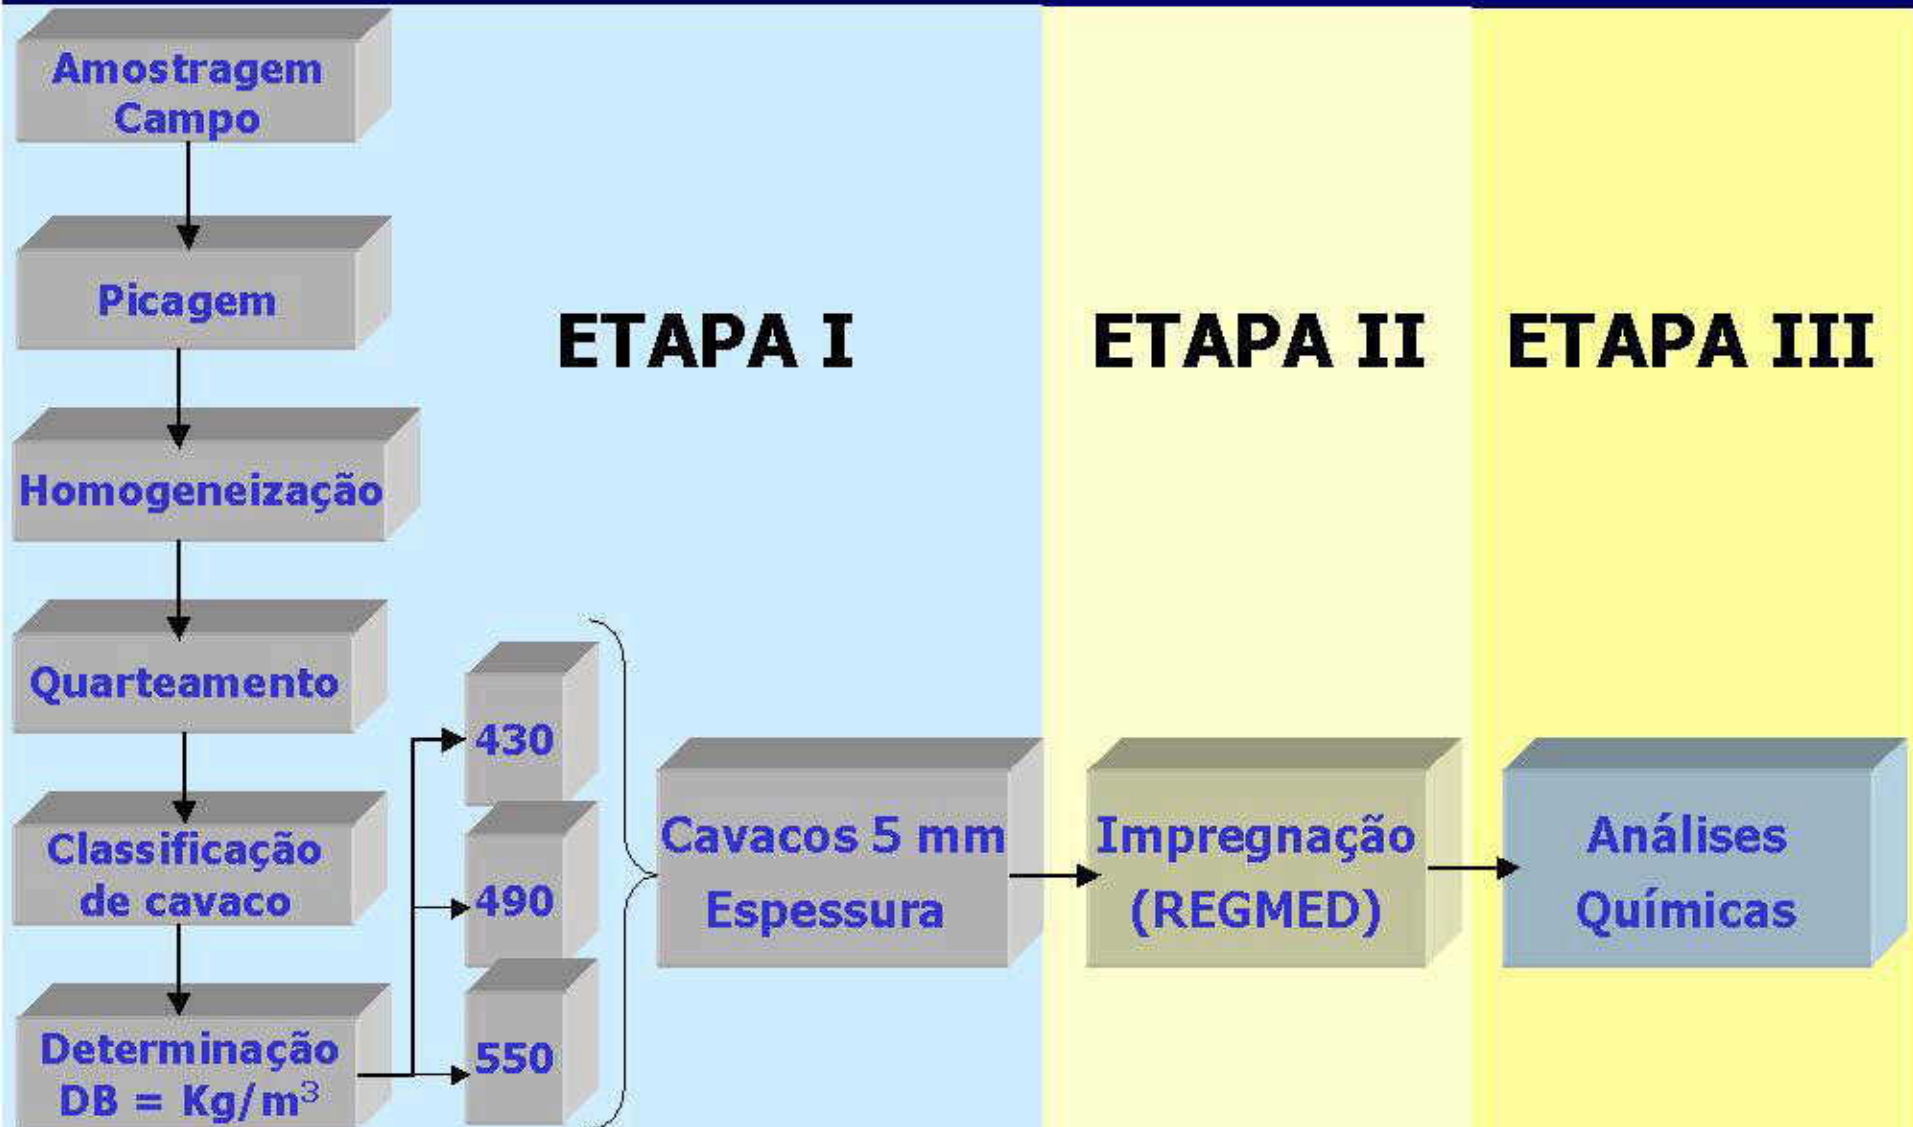 Amostragem
Campo
Picagem
Homogeneização
Quarteamento
Classificação
de cavaco
Determinação
DB = Kg/m³
430
490
550
ETAPA I
Cavacos 5 mm
Espessura
ETAPA II
Impregnação
(REGMED)
ETAPA III
Análises
Químicas